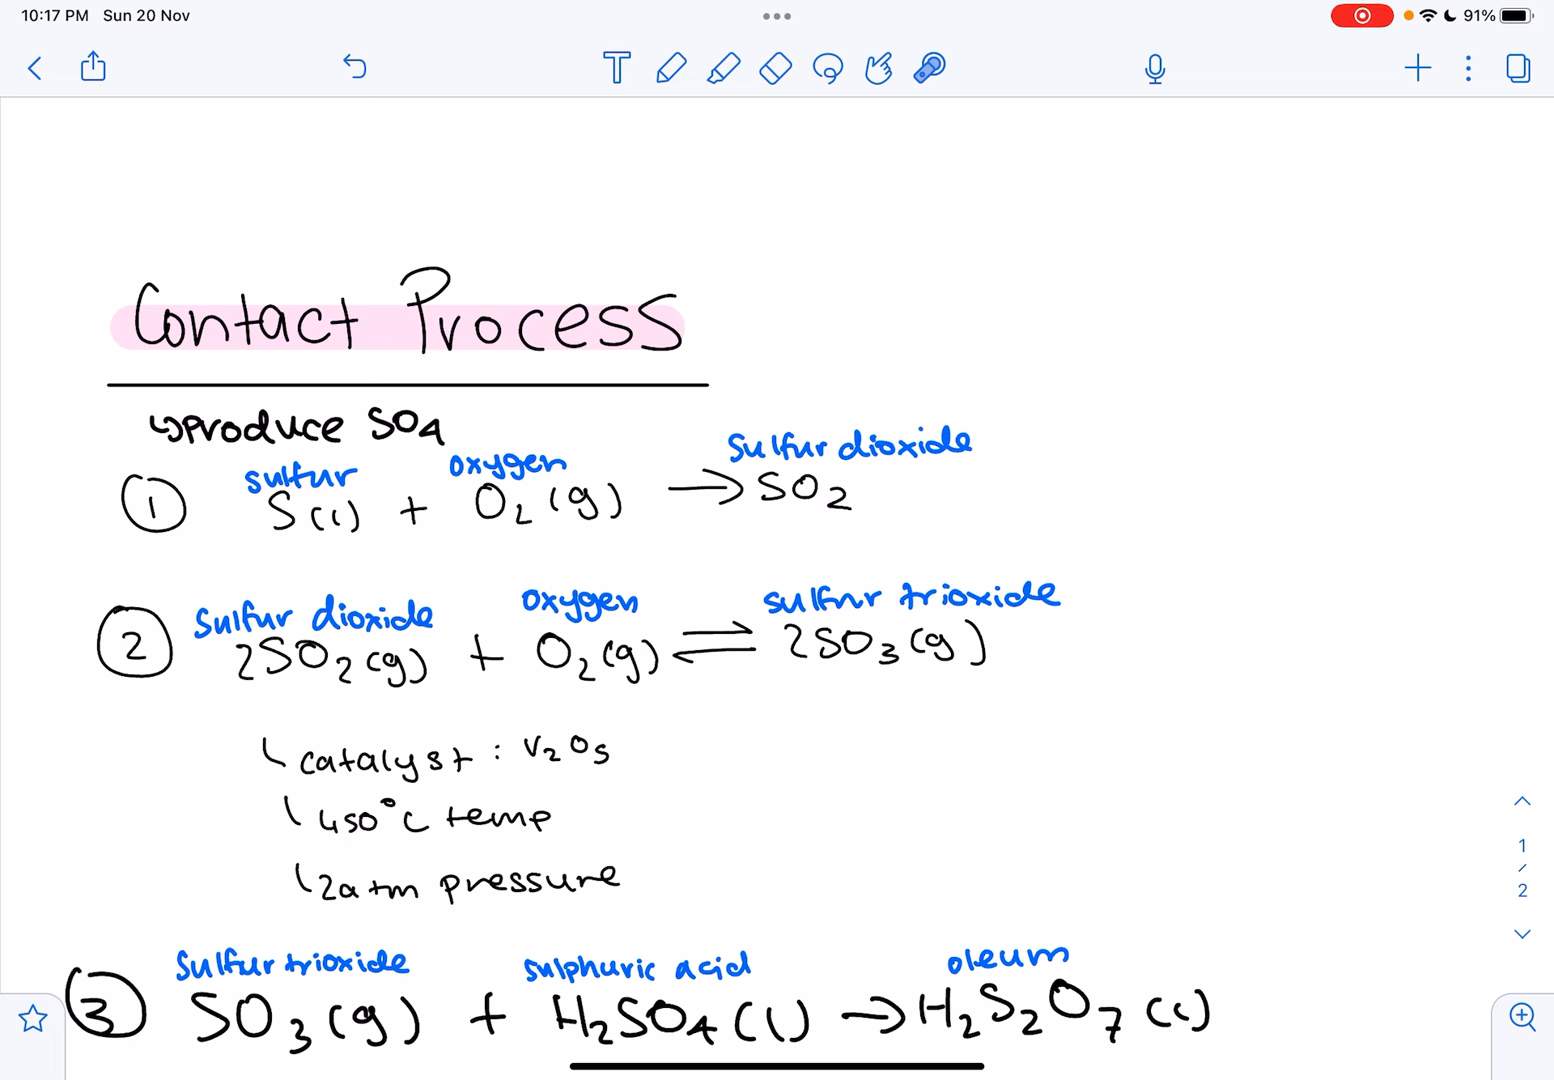 10:17 PM Sun 20 Nov
91%
T
Contact Process
↳produce SO4
sulfur oxygen sulfur dioxide
① S(l) + O₂(g) → SO₂
sulfur dioxide oxygen sulfur trioxide
② 2SO₂(g) + O₂(g) ⇌ 2SO₃(g)
catalyst : V₂O₅
450°C temp
2atm pressure
sulfur trioxide sulphuric acid oleum
③ SO₃(g) + H₂SO₄(l) → H₂S₂O₇(l)
1
/
2